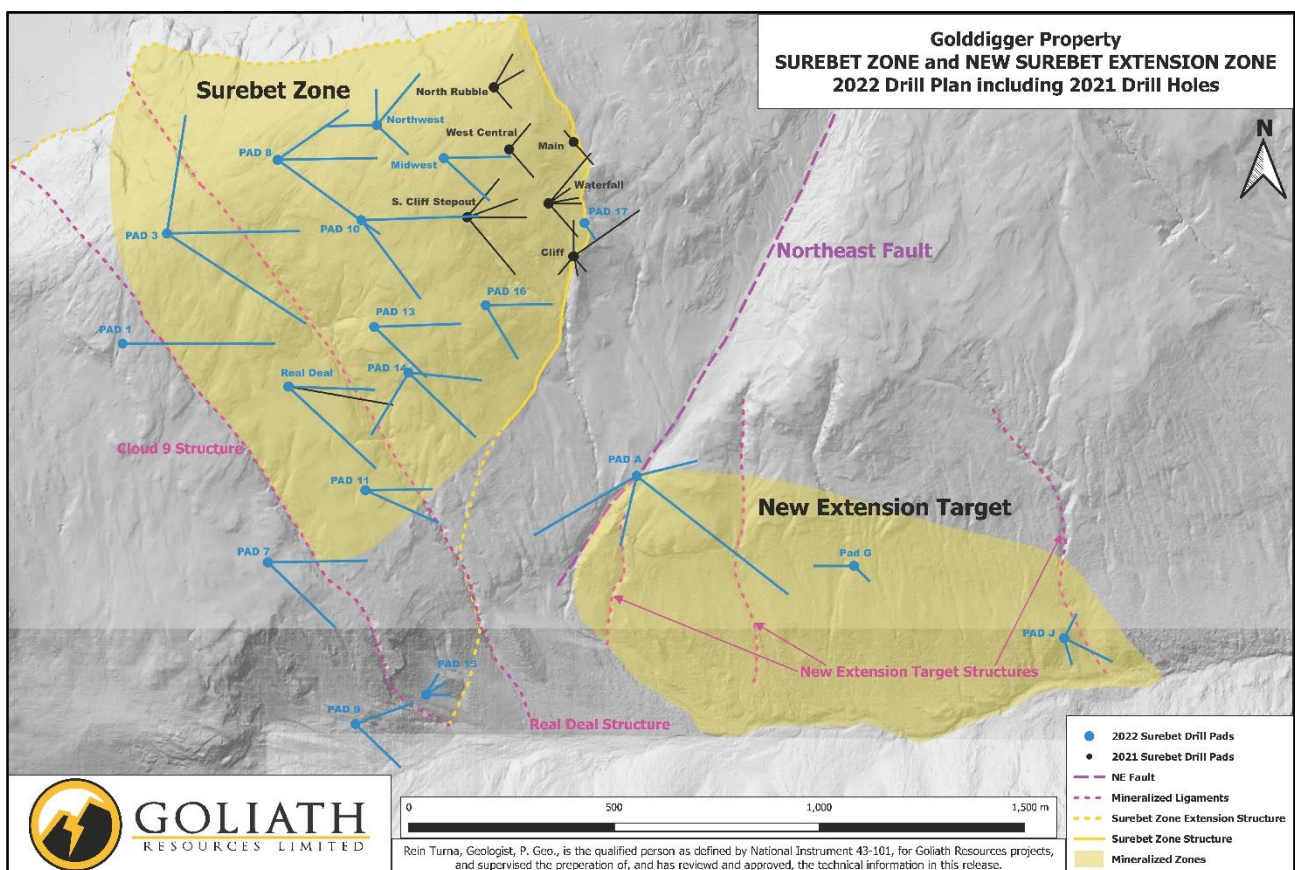 Golddigger Property
SUREBET ZONE and NEW SUREBET EXTENSION ZONE
2022 Drill Plan including 2021 Drill Holes
N
Surebet Zone
North Rubble
Northwest
West Central
Main
PAD 8
Midwest
Waterfall
S. Cliff Stepout
PAD 17
PAD 3
PAD 10
Cliff
Northeast Fault
PAD 16
PAD 13
PAD 1
PAD 14
Real Deal
Cloud 9 Structure
PAD A
PAD 11
New Extension Target
PAD 7
Pad G
PAD J
PAD 15
New Extension Target Structures
PAD 9
Real Deal Structure
2022 Surebet Drill Pads
2021 Surebet Drill Pads
NE Fault
Mineralized Ligaments
Surebet Zone Extension Structure
Surebet Zone Structure
Mineralized Zones
GOLIATH
RESOURCES LIMITED
0 500 1,000 1,500 m
Rein Turna, Geologist, P. Geo., is the qualified person as defined by National Instrument 43-101, for Goliath Resources projects,
and supervised the preperation of, and has reviewd and approved, the technical information in this release.